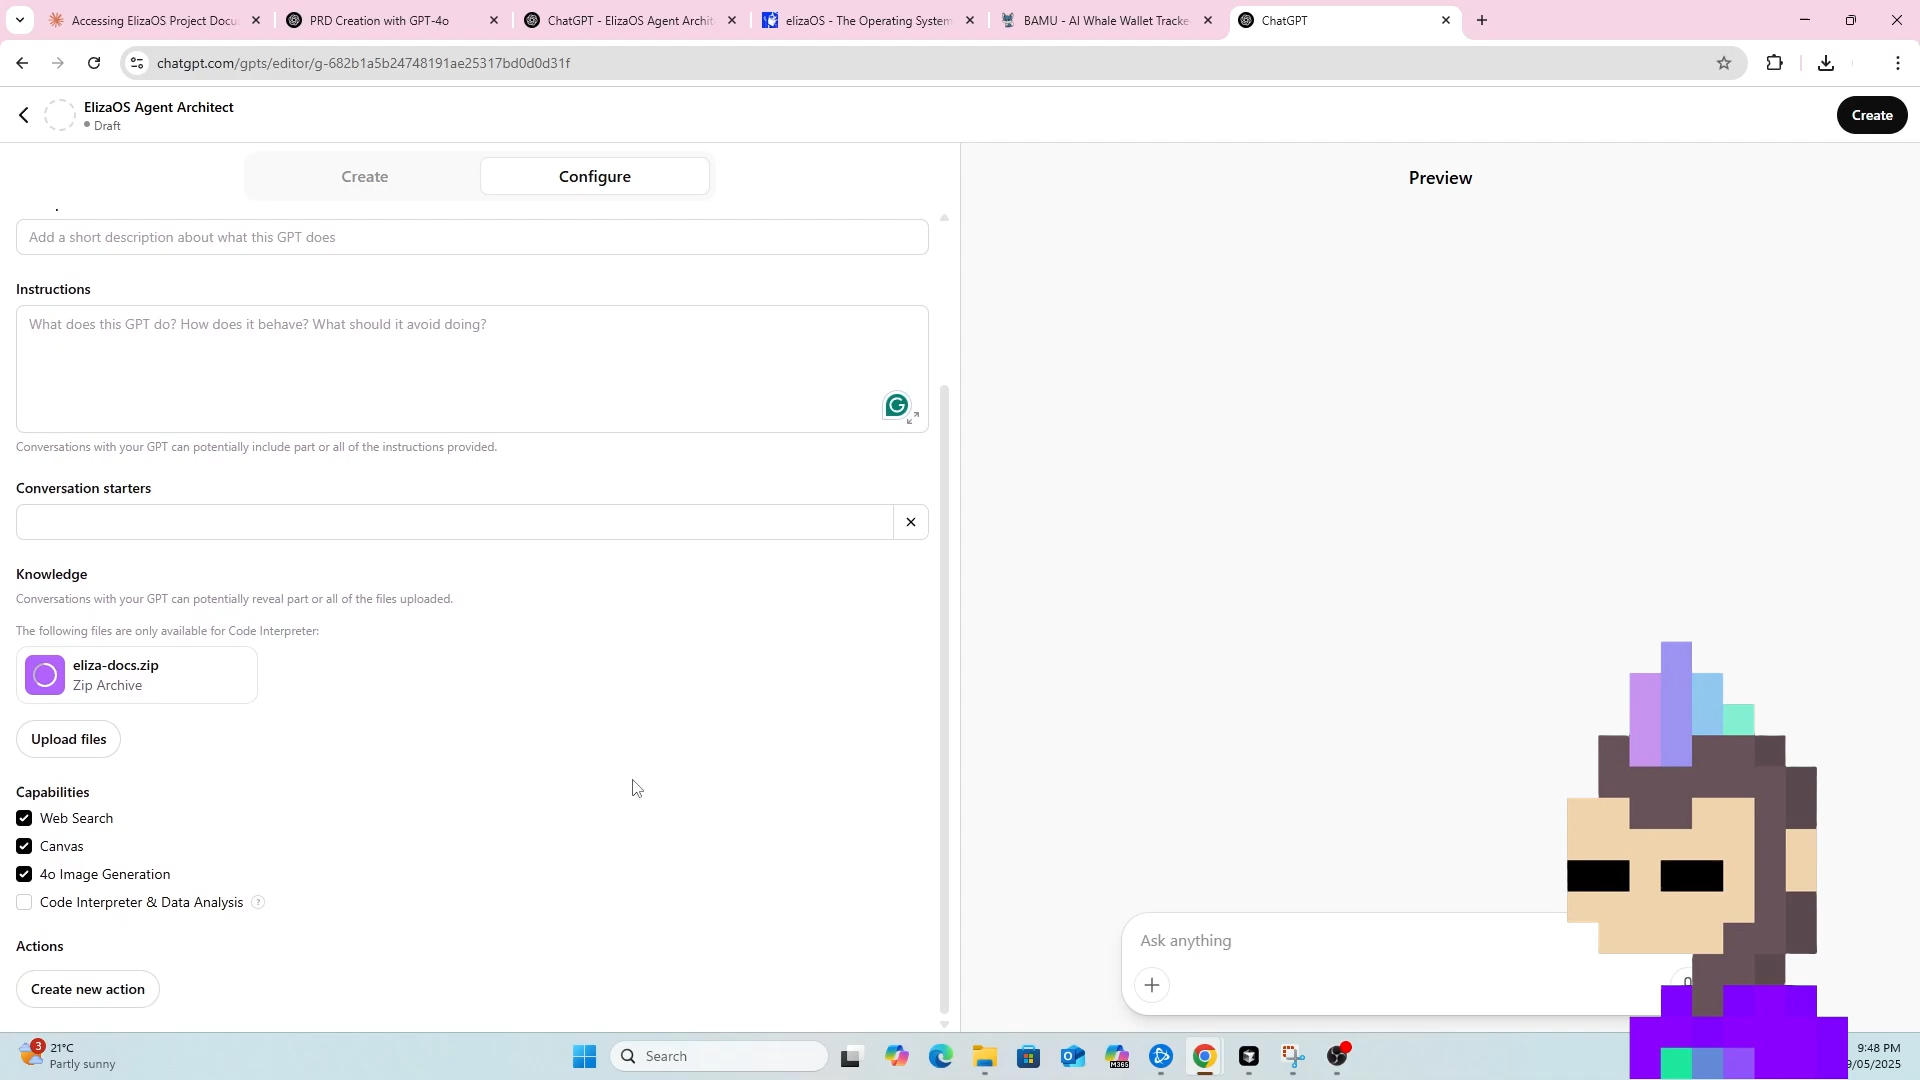 Accessing ElizaOS Project Docu
PRD Creation with GPT-4o
ChatGPT - ElizaOS Agent Archit
elizaOS - The Operating System
BAMU - AI Whale Wallet Tracke
ChatGPT
chatgpt.com/gpts/editor/g-682b1a5b24748191ae25317bd0d0d31f
ElizaOS Agent Architect
Draft
Create
Create
Configure
Preview
Add a short description about what this GPT does
Instructions
What does this GPT do? How does it behave? What should it avoid doing?
Conversations with your GPT can potentially include part or all of the instructions provided.
Conversation starters
Knowledge
Conversations with your GPT can potentially reveal part or all of the files uploaded.
The following files are only available for Code Interpreter:
eliza-docs.zip
Zip Archive
Upload files
Capabilities
Web Search
Canvas
4o Image Generation
Code Interpreter & Data Analysis ?
Actions
Create new action
Ask anything
3
21°C
Partly sunny
Search
M365
9:48 PM
9/05/2025